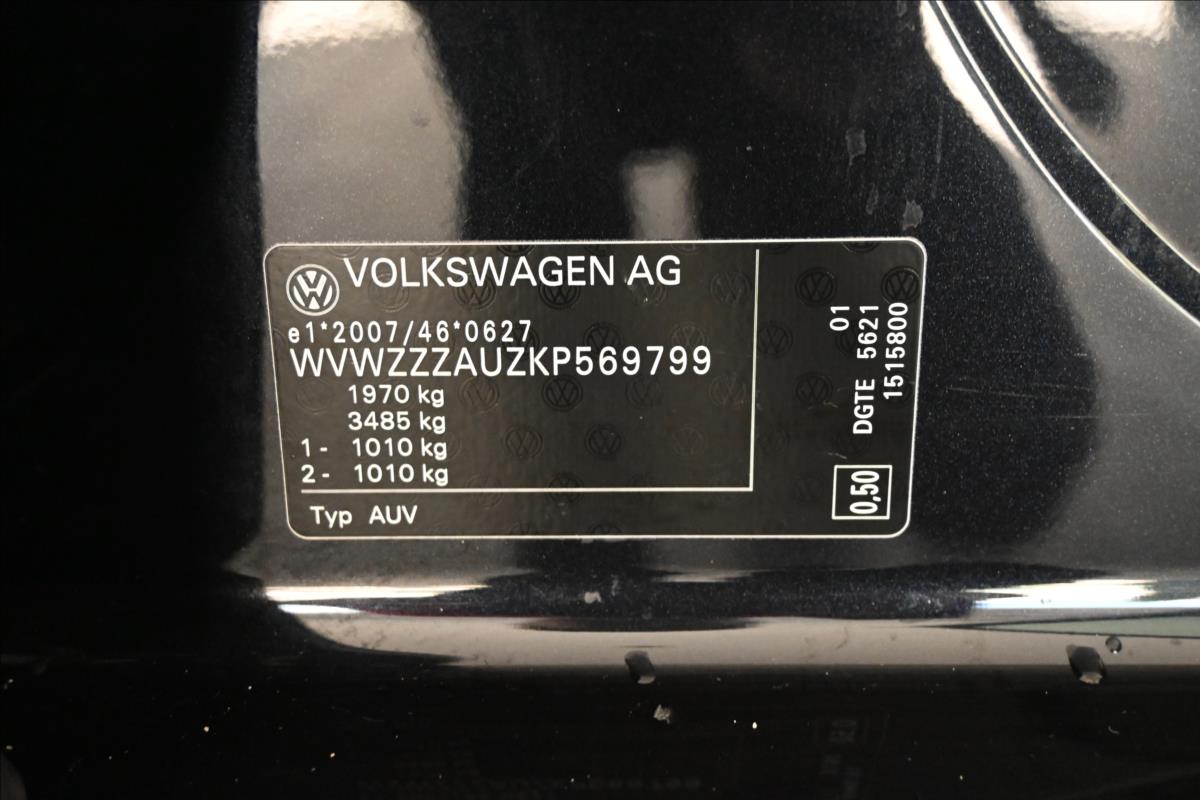 VOLKSWAGEN AG
e1*2007/46*0627
WVWZZZAUZKP569799
1970 kg
3485 kg
1- 1010 kg
2- 1010 kg
Typ AUV
01
DGTE 5621
1515800
0,50